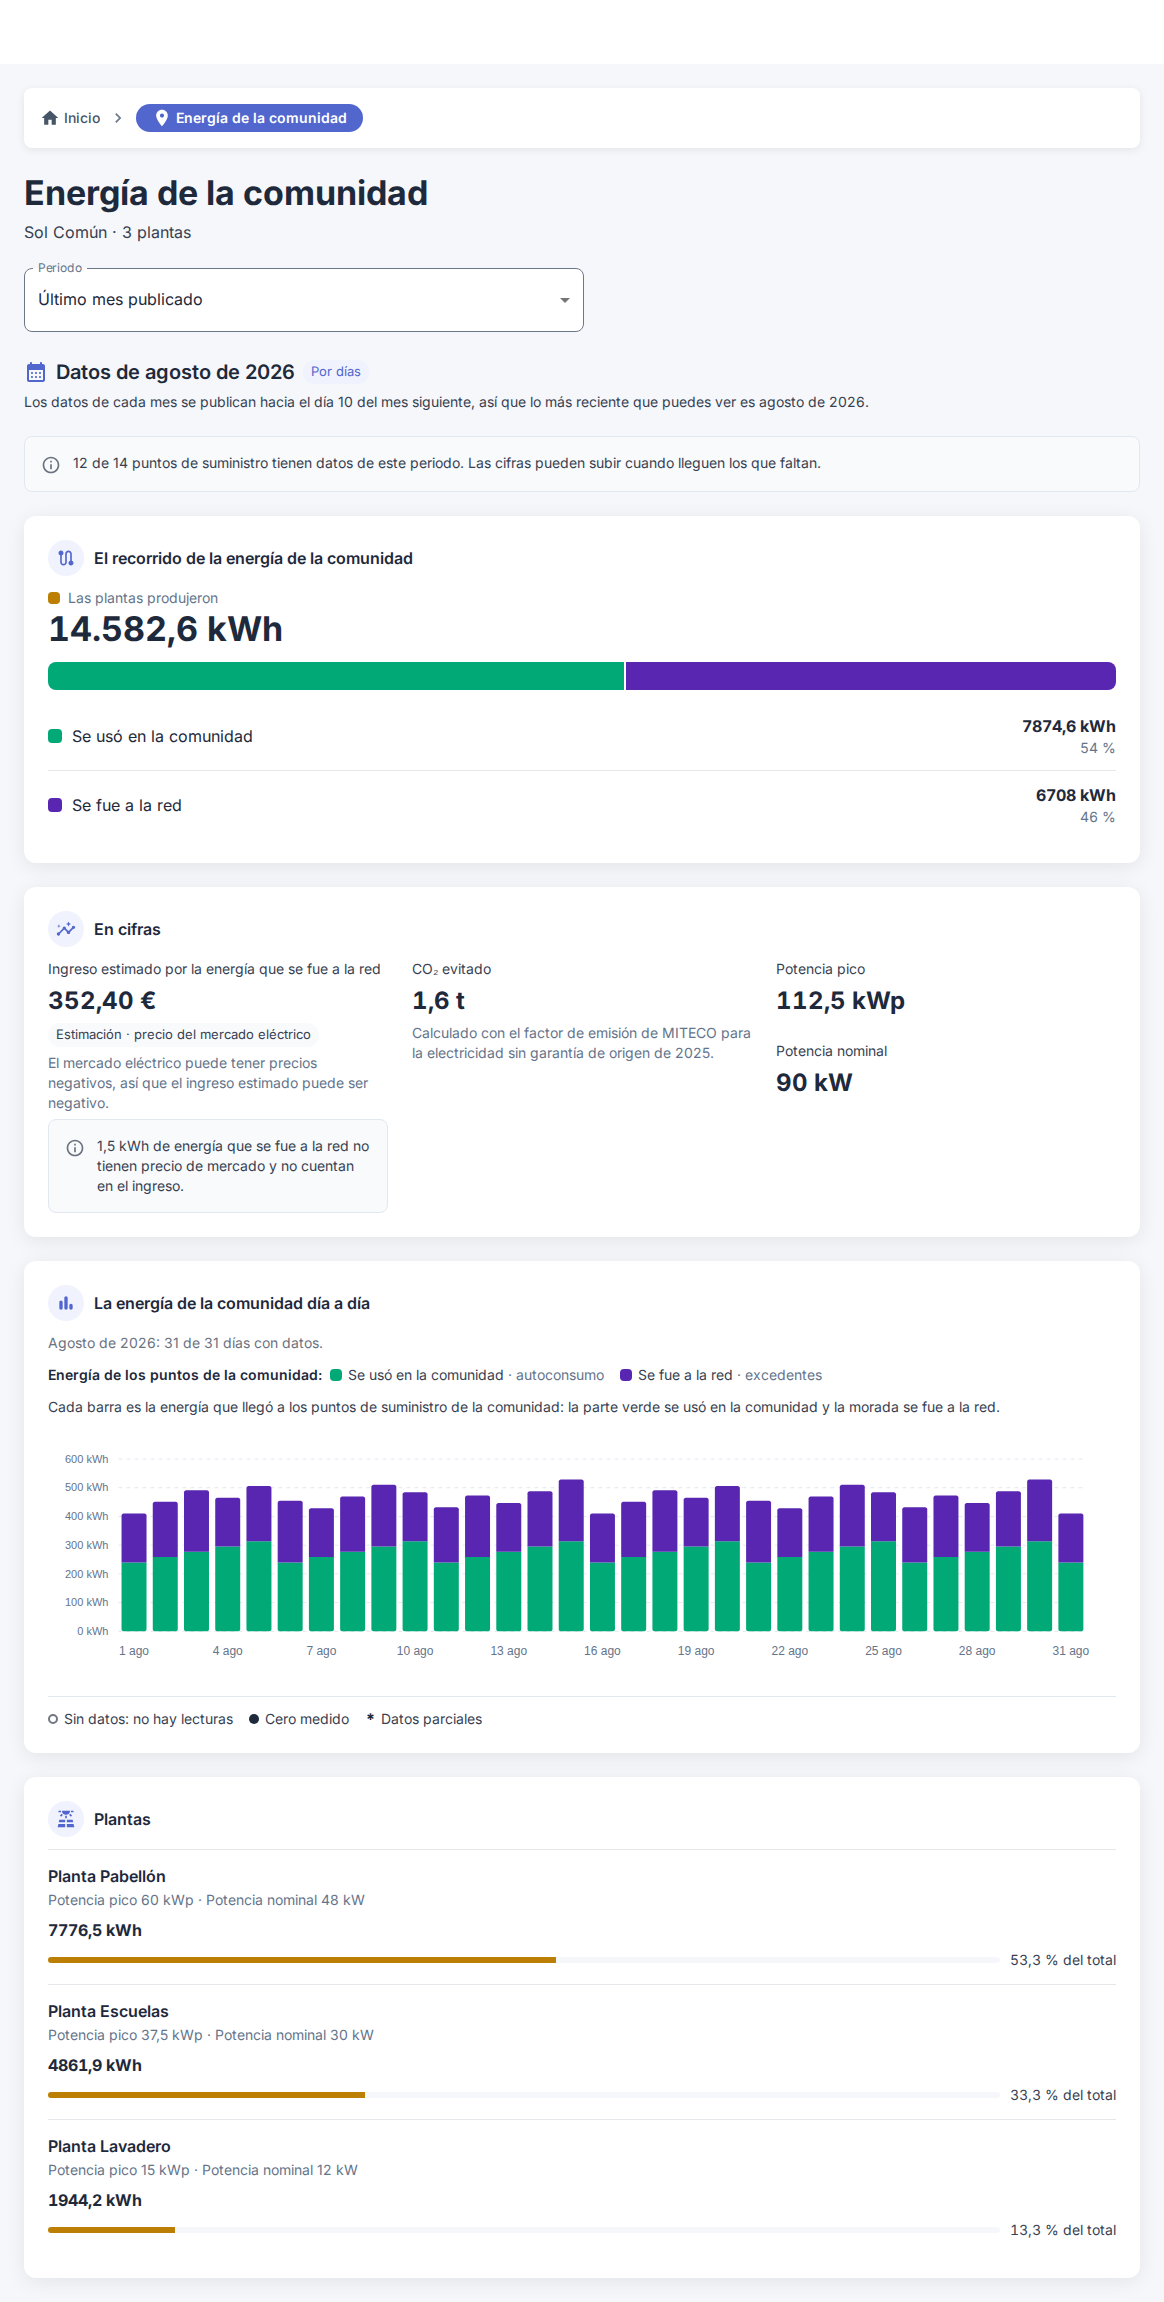 Inicio
Energía de la comunidad
Energía de la comunidad
Sol Común · 3 plantas
Periodo
Último mes publicado
Datos de agosto de 2026 Por días
Los datos de cada mes se publican hacia el día 10 del mes siguiente, así que lo más reciente que puedes ver es agosto de 2026.
12 de 14 puntos de suministro tienen datos de este periodo. Las cifras pueden subir cuando lleguen los que faltan.
El recorrido de la energía de la comunidad
Las plantas produjeron
14.582,6 kWh
Se usó en la comunidad
7874,6 kWh
54 %
Se fue a la red
6708 kWh
46 %
En cifras
Ingreso estimado por la energía que se fue a la red
352,40 €
Estimación · precio del mercado eléctrico
El mercado eléctrico puede tener precios
negativos, así que el ingreso estimado puede ser
negativo.
1,5 kWh de energía que se fue a la red no
tienen precio de mercado y no cuentan
en el ingreso.
CO₂ evitado
1,6 t
Calculado con el factor de emisión de MITECO para
la electricidad sin garantía de origen de 2025.
Potencia pico
112,5 kWp
Potencia nominal
90 kW
La energía de la comunidad día a día
Agosto de 2026: 31 de 31 días con datos.
Energía de los puntos de la comunidad: Se usó en la comunidad · autoconsumo Se fue a la red · excedentes
Cada barra es la energía que llegó a los puntos de suministro de la comunidad: la parte verde se usó en la comunidad y la morada se fue a la red.
600 kWh
500 kWh
400 kWh
300 kWh
200 kWh
100 kWh
0 kWh
1 ago 4 ago 7 ago 10 ago 13 ago 16 ago 19 ago 22 ago 25 ago 28 ago 31 ago
Sin datos: no hay lecturas Cero medido * Datos parciales
Plantas
Planta Pabellón
Potencia pico 60 kWp · Potencia nominal 48 kW
7776,5 kWh
53,3 % del total
Planta Escuelas
Potencia pico 37,5 kWp · Potencia nominal 30 kW
4861,9 kWh
33,3 % del total
Planta Lavadero
Potencia pico 15 kWp · Potencia nominal 12 kW
1944,2 kWh
13,3 % del total